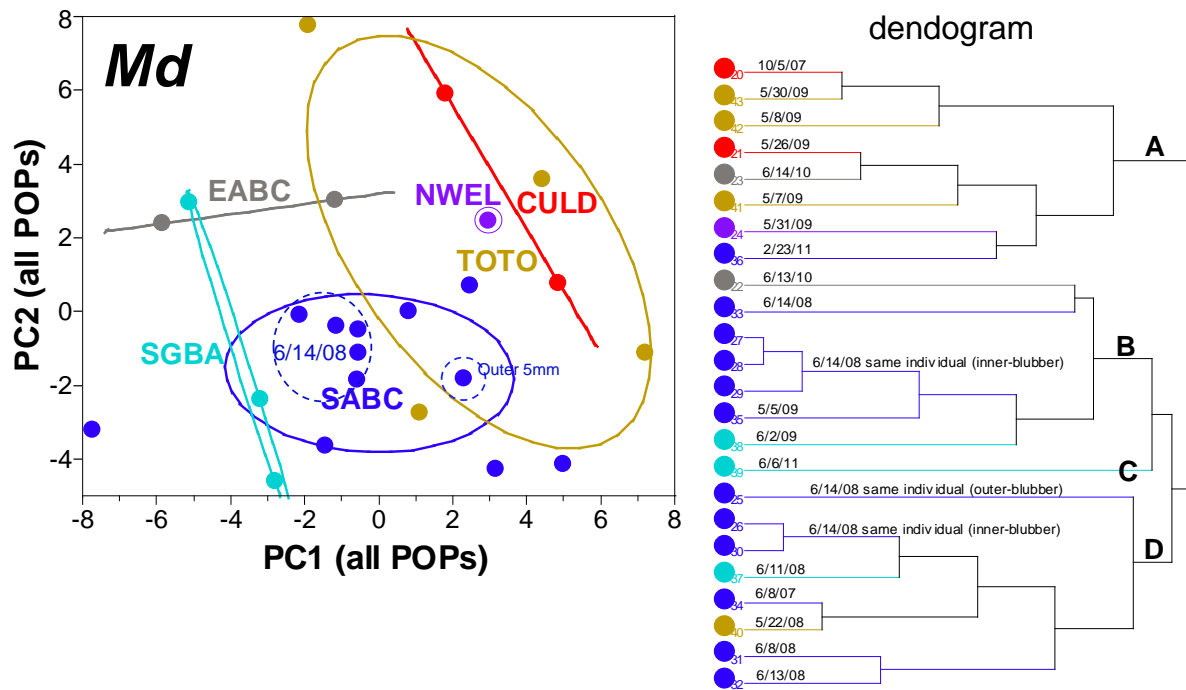 Md
8
6
4
2
0
-2
-4
-8
-6
-4
-2
0
2
4
6
8
PC2 (all POPs)
PC1 (all POPs)
EABC
NWEL
CULD
TOTO
SGBA
6/14/08
Outer 5mm
SABC
dendogram
20 10/5/07
43 5/30/09
42 5/8/09
21 5/26/09
23 6/14/10
41 5/7/09
24 5/31/09
36 2/23/11
22 6/13/10
33 6/14/08
27
28 6/14/08 same individual (inner-blubber)
29
35 5/5/09
38 6/2/09
39 6/6/11
25 6/14/08 same individual (outer-blubber)
26 6/14/08 same individual (inner-blubber)
30
37 6/11/08
34 6/8/07
40 5/22/08
31 6/8/08
32 6/13/08
A
B
C
D